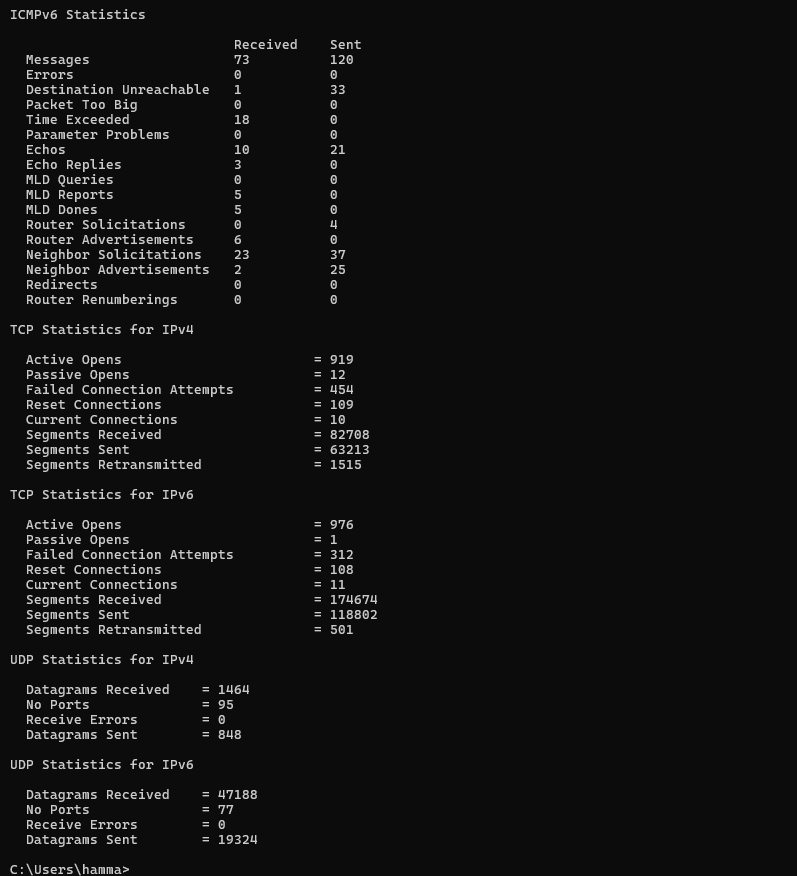 ICMPv6 Statistics
Received Sent
Messages 73 120
Errors 0 0
Destination Unreachable 1 33
Packet Too Big 0 0
Time Exceeded 18 0
Parameter Problems 0 0
Echos 10 21
Echo Replies 3 0
MLD Queries 0 0
MLD Reports 5 0
MLD Dones 5 0
Router Solicitations 0 4
Router Advertisements 6 0
Neighbor Solicitations 23 37
Neighbor Advertisements 2 25
Redirects 0 0
Router Renumberings 0 0
TCP Statistics for IPv4
Active Opens = 919
Passive Opens = 12
Failed Connection Attempts = 454
Reset Connections = 109
Current Connections = 10
Segments Received = 82708
Segments Sent = 63213
Segments Retransmitted = 1515
TCP Statistics for IPv6
Active Opens = 976
Passive Opens = 1
Failed Connection Attempts = 312
Reset Connections = 108
Current Connections = 11
Segments Received = 174674
Segments Sent = 118802
Segments Retransmitted = 501
UDP Statistics for IPv4
Datagrams Received = 1464
No Ports = 95
Receive Errors = 0
Datagrams Sent = 848
UDP Statistics for IPv6
Datagrams Received = 47188
No Ports = 77
Receive Errors = 0
Datagrams Sent = 19324
C:\Users\hamma>